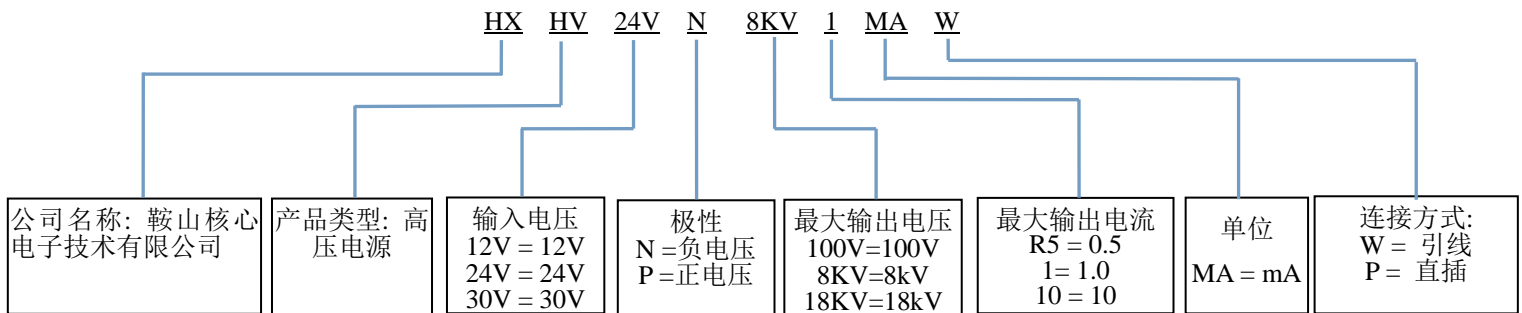 HX HV 24V N 8KV 1 MA W
公司名称: 鞍山核心
电子技术有限公司
产品类型: 高
压电源
输入电压
12V = 12V
24V = 24V
30V = 30V
极性
N =负电压
P =正电压
最大输出电压
100V=100V
8KV=8kV
18KV=18kV
最大输出电流
R5 = 0.5
1= 1.0
10 = 10
单位
MA = mA
连接方式:
W = 引线
P = 直插